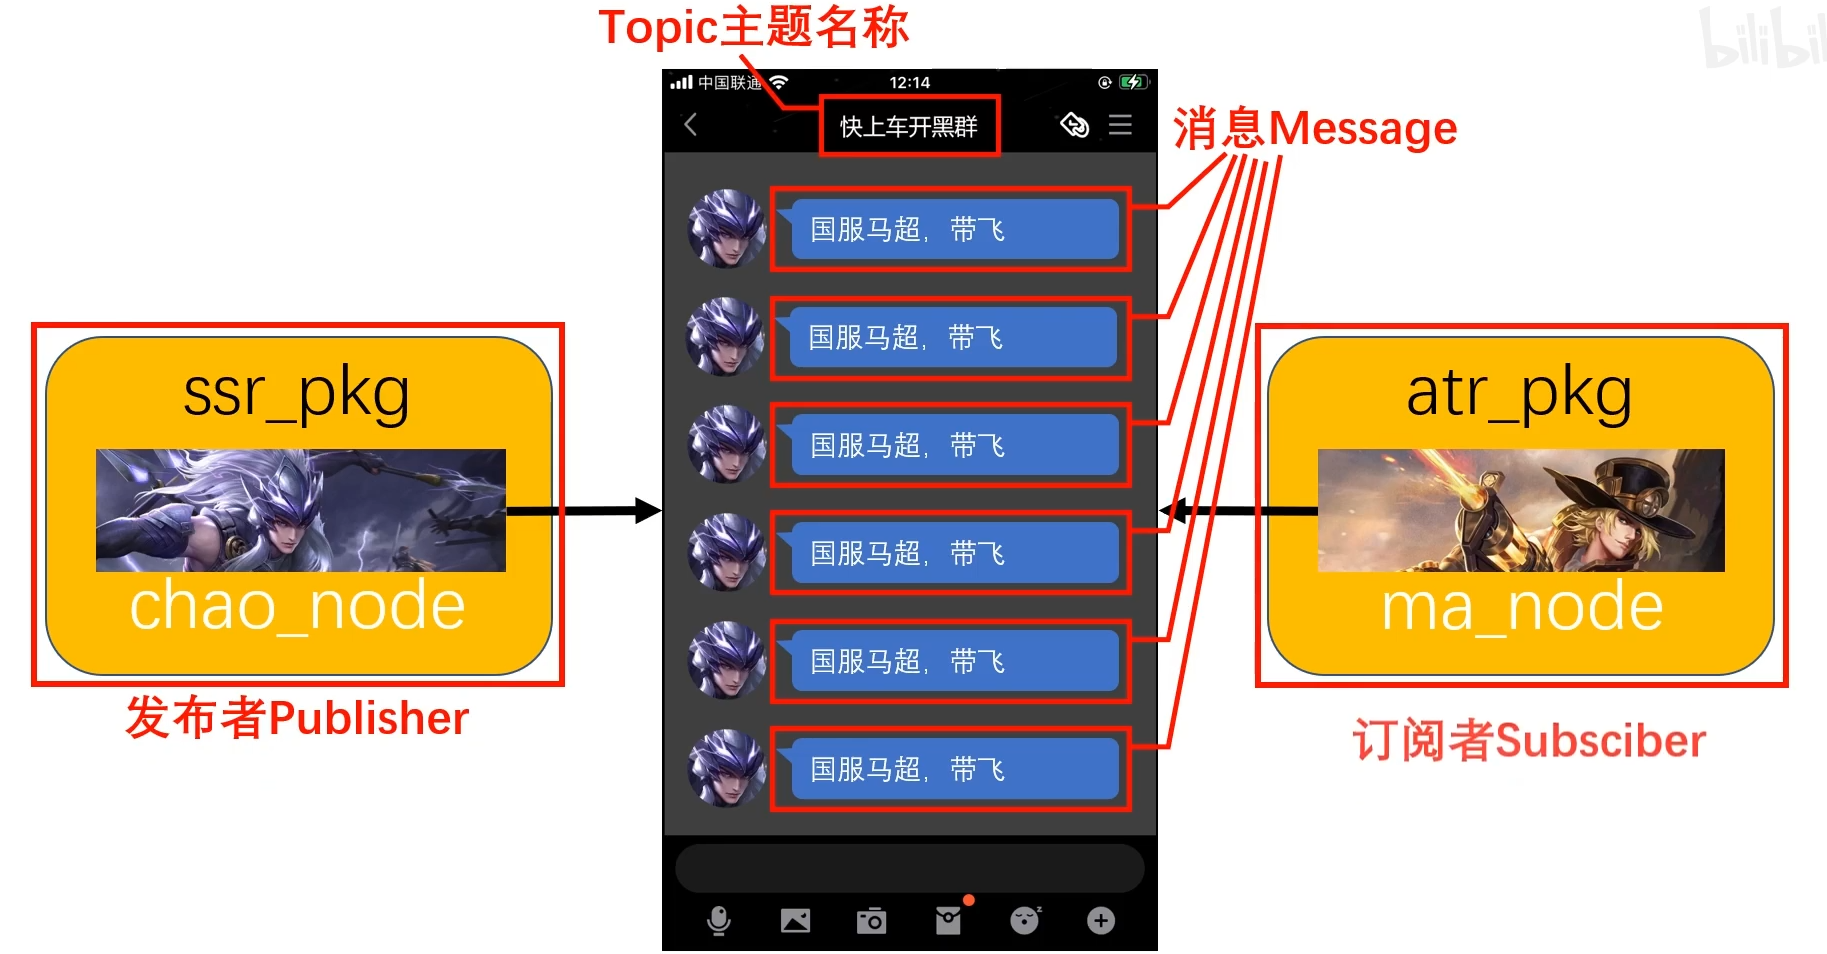 Topic主题名称
bilibili
中国联通
12:14
快上车开黑群
消息Message
国服马超，带飞
国服马超，带飞
国服马超，带飞
国服马超，带飞
国服马超，带飞
国服马超，带飞
ssr_pkg
chao_node
发布者Publisher
atr_pkg
ma_node
订阅者Subsciber